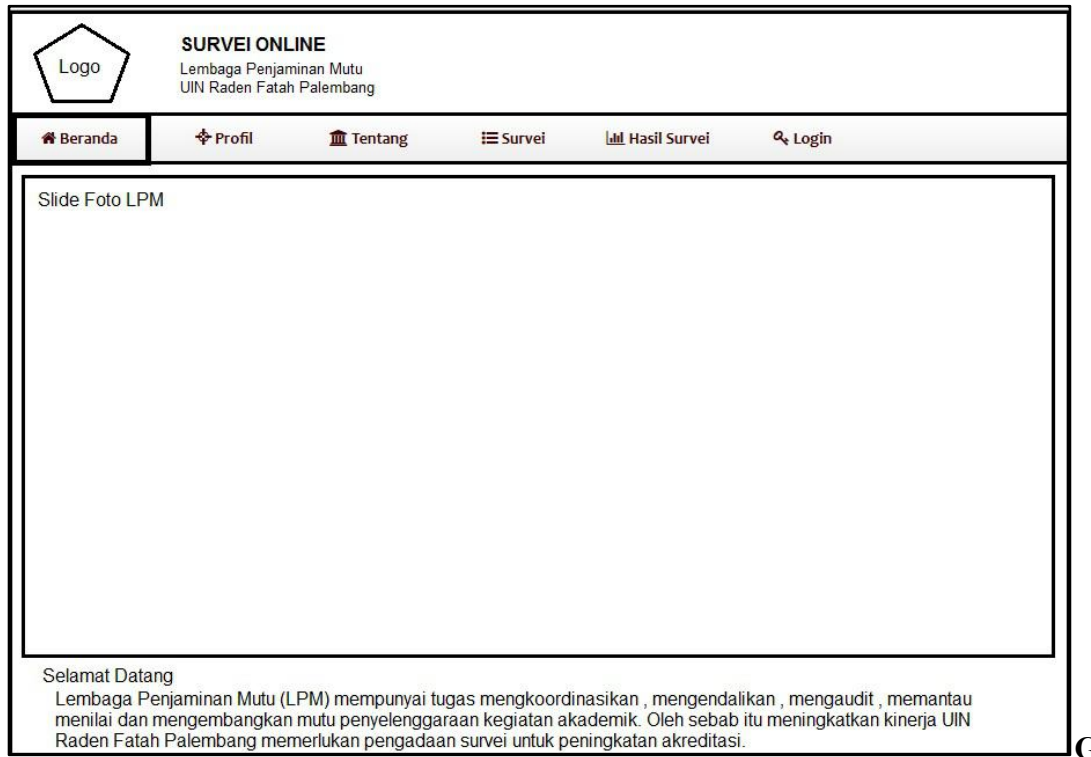 Logo
SURVEI ONLINE
Lembaga Penjaminan Mutu
UIN Raden Fatah Palembang
Beranda Profil Tentang Survei Hasil Survei Login
Slide Foto LPM
Selamat Datang
Lembaga Penjaminan Mutu (LPM) mempunyai tugas mengkoordinasikan , mengendalikan , mengaudit , memantau
menilai dan mengembangkan mutu penyelenggaraan kegiatan akademik. Oleh sebab itu meningkatkan kinerja UIN
Raden Fatah Palembang memerlukan pengadaan survei untuk peningkatan akreditasi.